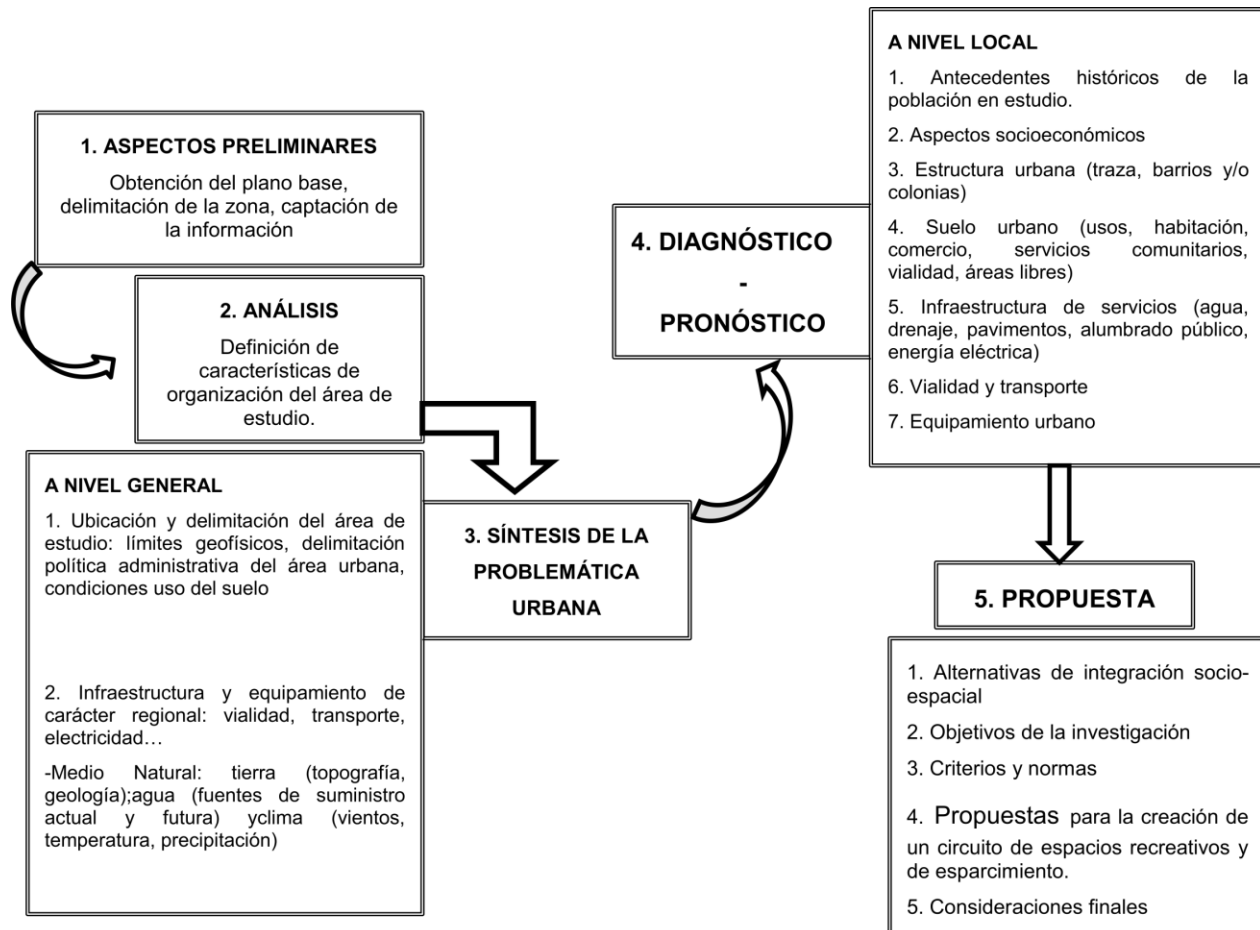 1. ASPECTOS PRELIMINARES
Obtención del plano base,
delimitación de la zona, captación de
la información
2. ANÁLISIS
Definición de
características de
organización del área de
estudio.
A NIVEL GENERAL
1. Ubicación y delimitación del área de
estudio: límites geofísicos, delimitación
política administrativa del área urbana,
condiciones uso del suelo
2. Infraestructura y equipamiento de
carácter regional: vialidad, transporte,
electricidad…
-Medio Natural: tierra (topografía,
geología);agua (fuentes de suministro
actual y futura) yclima (vientos,
temperatura, precipitación)
3. SÍNTESIS DE LA
PROBLEMÁTICA
URBANA
4. DIAGNÓSTICO
-
PRONÓSTICO
A NIVEL LOCAL
1. Antecedentes históricos de la
población en estudio.
2. Aspectos socioeconómicos
3. Estructura urbana (traza, barrios y/o
colonias)
4. Suelo urbano (usos, habitación,
comercio, servicios comunitarios,
vialidad, áreas libres)
5. Infraestructura de servicios (agua,
drenaje, pavimentos, alumbrado público,
energía eléctrica)
6. Vialidad y transporte
7. Equipamiento urbano
5. PROPUESTA
1. Alternativas de integración socio-
espacial
2. Objetivos de la investigación
3. Criterios y normas
4. Propuestas para la creación de
un circuito de espacios recreativos y
de esparcimiento.
5. Consideraciones finales